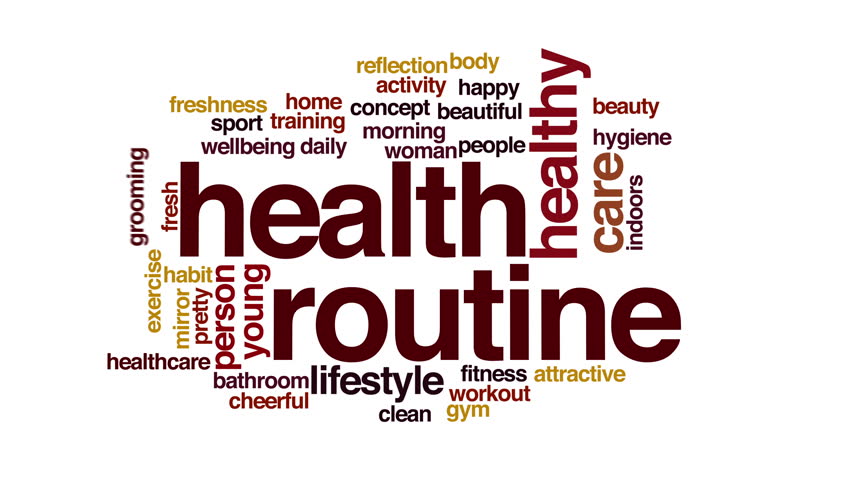 reflection body
activity happy
freshness home concept beautiful
sport training
morning
wellbeing daily woman people
healthy
beauty
hygiene
care
indoors
grooming
fresh
health
routine
exercise
habit
mirror
pretty
person
young
healthcare
bathroom lifestyle fitness attractive
cheerful workout
clean gym